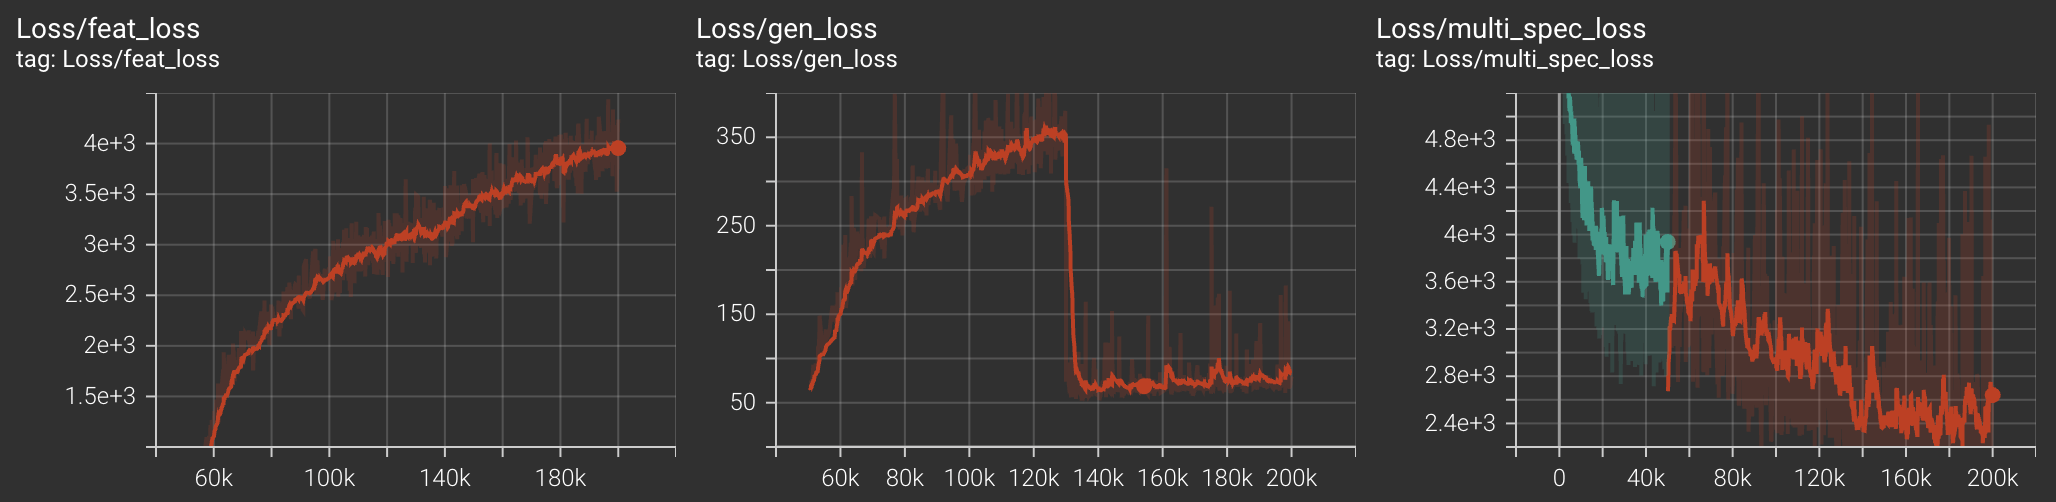 Loss/feat_loss
tag: Loss/feat_loss
4e+3
3.5e+3
3e+3
2.5e+3
2e+3
1.5e+3
60k 100k 140k 180k
Loss/gen_loss
tag: Loss/gen_loss
350
250
150
50
60k 80k 100k 120k 140k 160k 180k 200k
Loss/multi_spec_loss
tag: Loss/multi_spec_loss
4.8e+3
4.4e+3
4e+3
3.6e+3
3.2e+3
2.8e+3
2.4e+3
0 40k 80k 120k 160k 200k